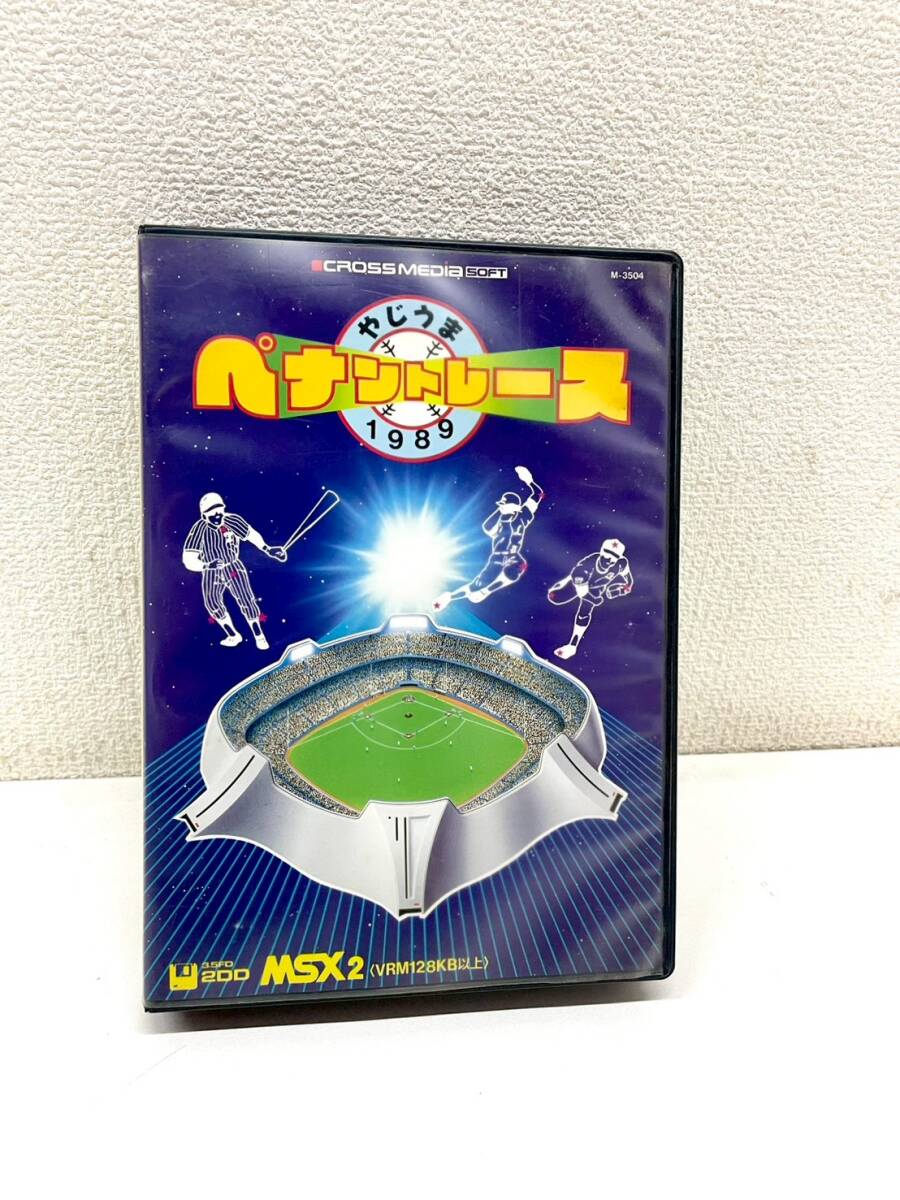 CROSS MEDIA SOFT
M-3504
やじうま
ペナントレース
1989
3.5FD
2DD
MSX2〈VRM128KB以上〉